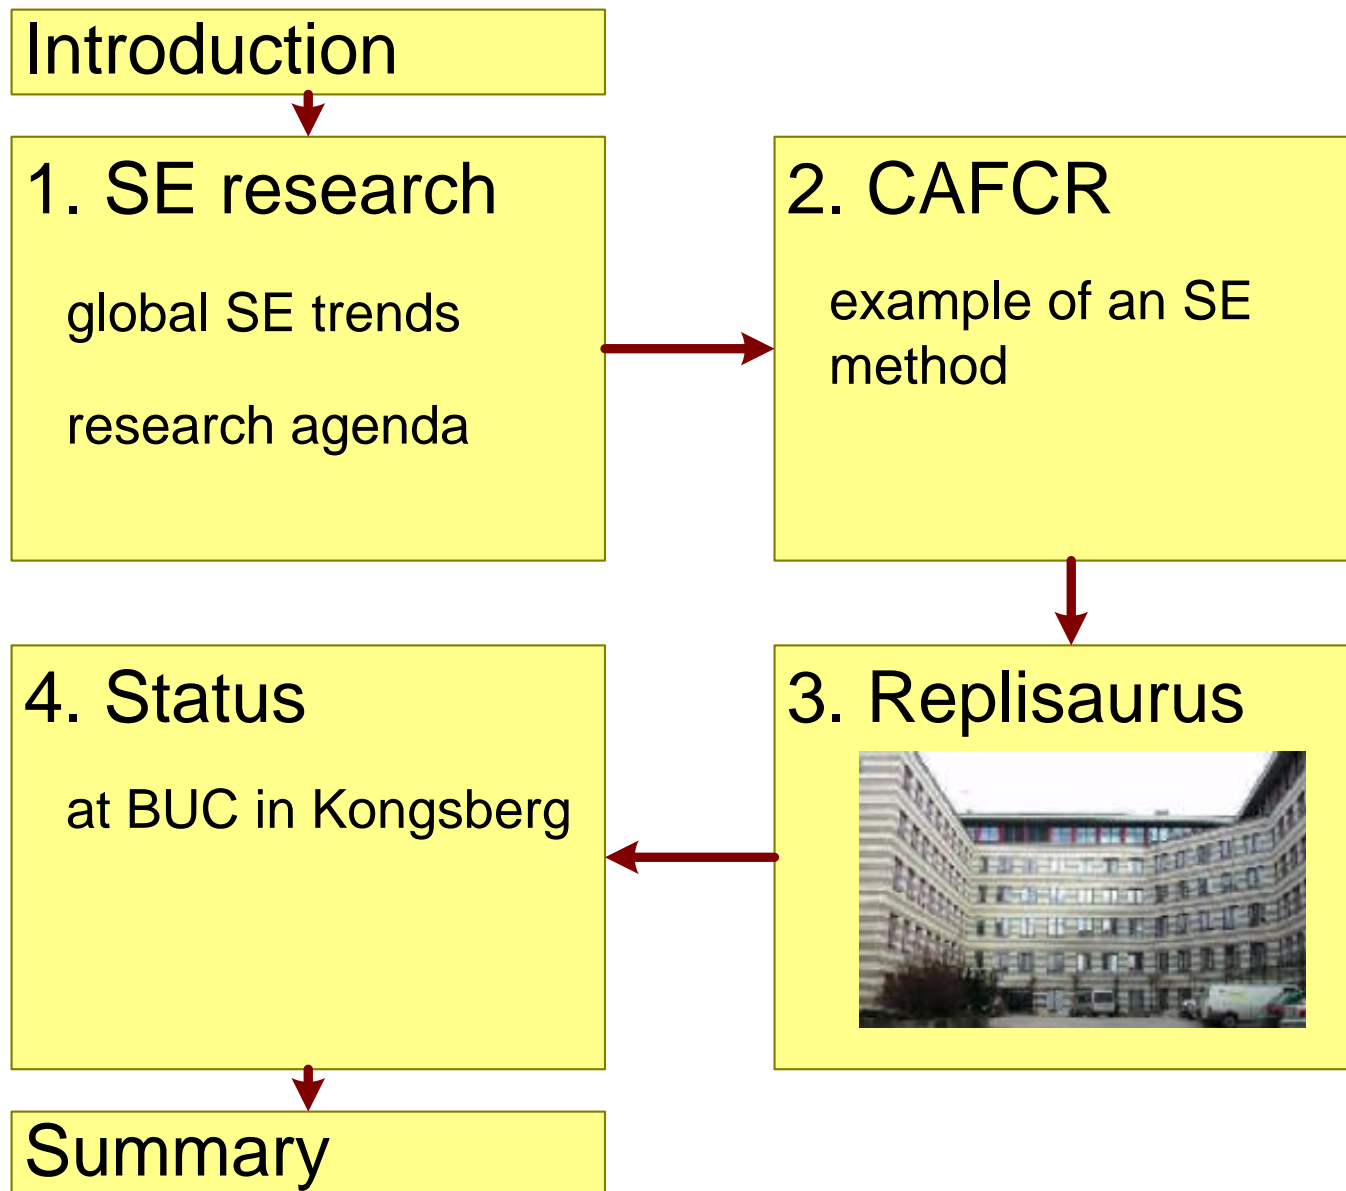 Introduction
1. SE research
global SE trends
research agenda
2. CAFCR
example of an SE
method
3. Replisaurus
4. Status
at BUC in Kongsberg
Summary